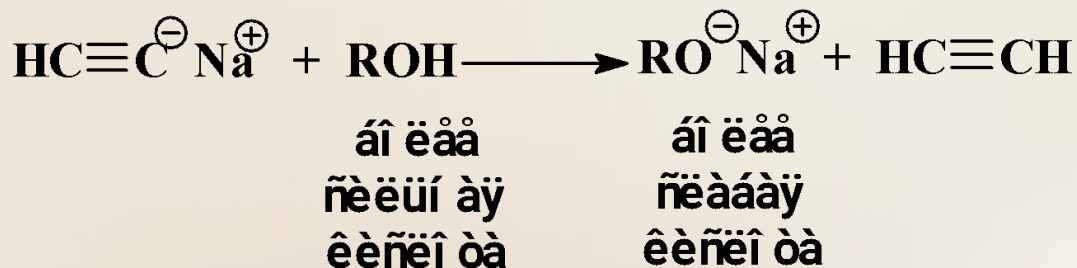 HC≡C⊖ Na⊕ + ROH → RO⊖Na⊕ + HC≡CH
áî ëåå áî ëåå
ñèëüí àÿ ñëàáàÿ
êèñëî òà êèñëî òà